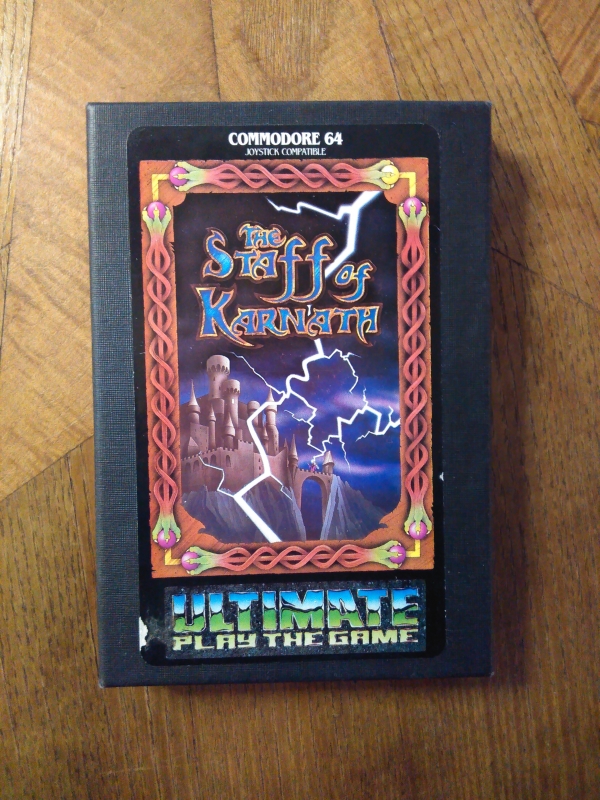 COMMODORE 64
JOYSTICK COMPATIBLE
THE
STAFF OF
KARNATH
ULTIMATE
PLAY THE GAME